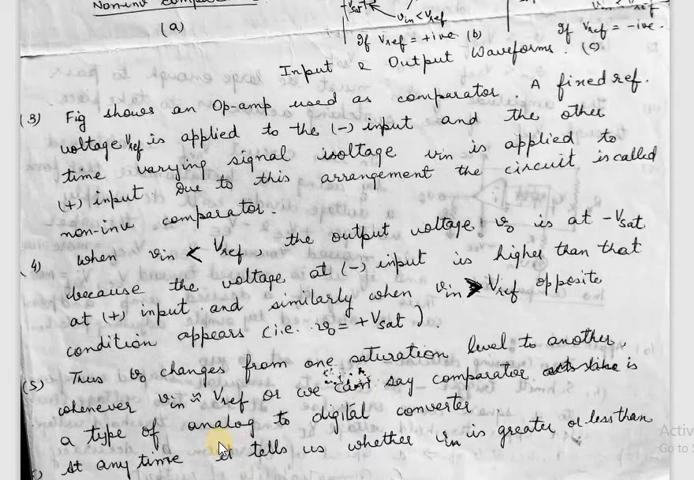 (a)
-Vsat
vin < Vref
If Vref = +ive (b)
If Vref = -ive.
Input & Output Waveforms. (c)
(3) Fig shows an Op-amp used as comparator. A fixed ref.
voltage Vref is applied to the (-) input and the other
time varying signal voltage vin is applied to
(+) input Due to this arrangement the circuit is called
non-inv comparator.
4) when vin < Vref, the output voltage v0 is at -Vsat
because the voltage at (-) input is higher than that
at (+) input and similarly when vin > Vref opposite
condition appears (i.e. v0 = +Vsat).
(5) Thus v0 changes from one saturation level to another,
whenever vin ≈ Vref or we can say comparator is
a type of analog to digital converter
At any time it tells us whether vin is greater or less than
Activ
Go to S